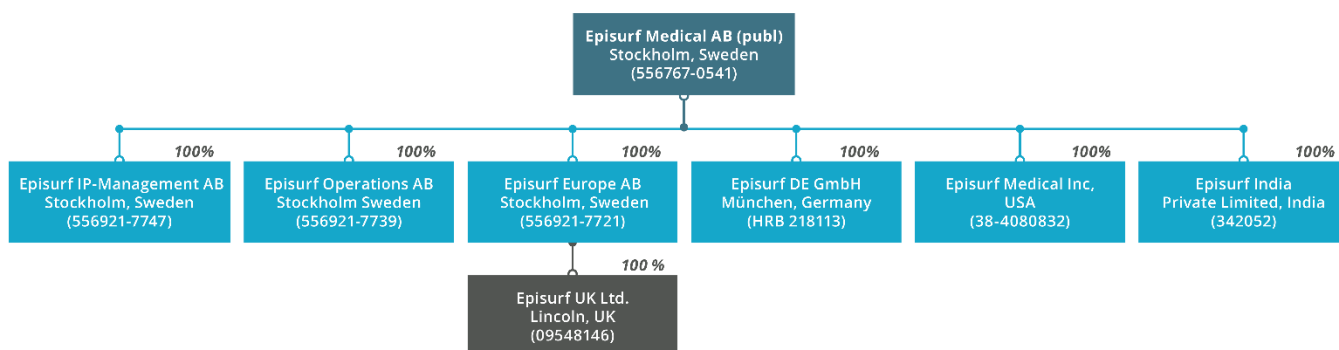 Episurf Medical AB (publ)
Stockholm, Sweden
(556767-0541)
100%
Episurf IP-Management AB
Stockholm, Sweden
(556921-7747)
100%
Episurf Operations AB
Stockholm Sweden
(556921-7739)
100%
Episurf Europe AB
Stockholm, Sweden
(556921-7721)
100%
Episurf DE GmbH
München, Germany
(HRB 218113)
100%
Episurf Medical Inc,
USA
(38-4080832)
100%
Episurf India
Private Limited, India
(342052)
100 %
Episurf UK Ltd.
Lincoln, UK
(09548146)